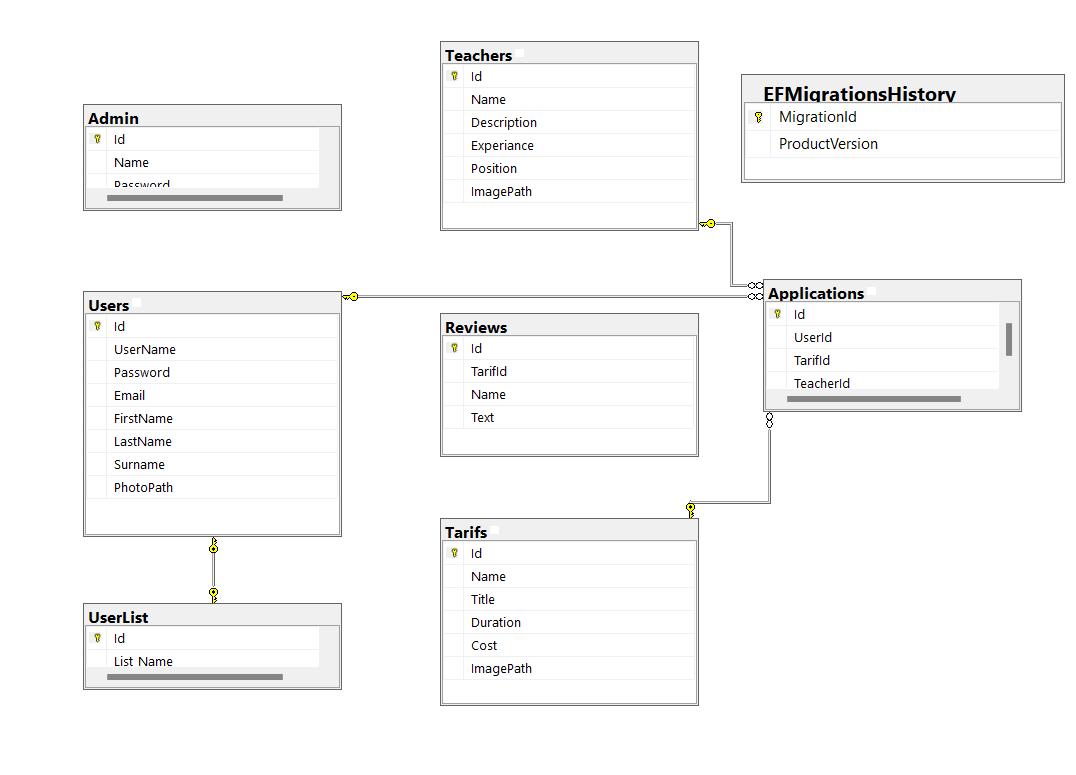 Teachers
Id
Name
Description
Experiance
Position
ImagePath
EFMigrationsHistory
MigrationId
ProductVersion
Admin
Id
Name
Password
Users
Id
UserName
Password
Email
FirstName
LastName
Surname
PhotoPath
Reviews
Id
TarifId
Name
Text
Applications
Id
UserId
TarifId
TeacherId
Tarifs
Id
Name
Title
Duration
Cost
ImagePath
UserList
Id
List Name